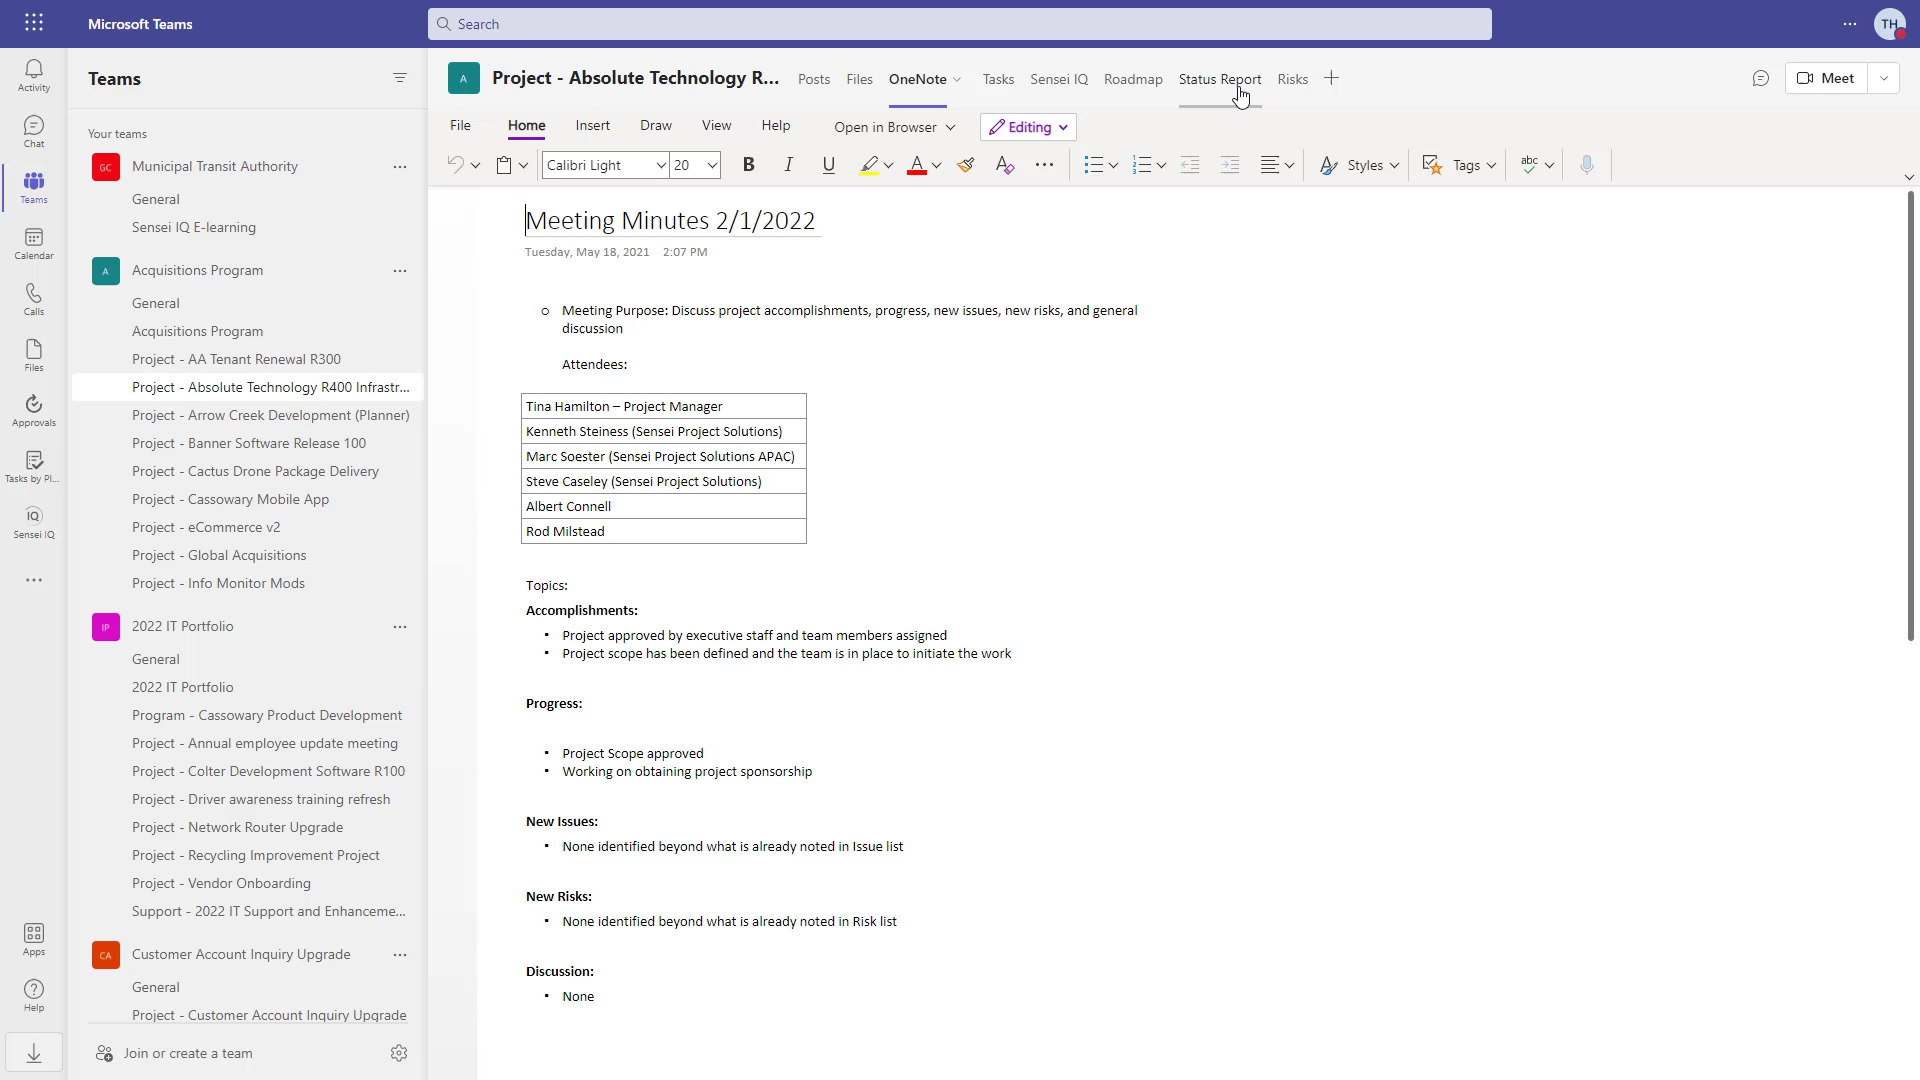 Microsoft Teams
Search
TH
Activity
Chat
Teams
Calendar
Calls
Files
Approvals
Tasks by Pl...
IQ
Sensei IQ
Apps
Help
Teams
Your teams
GC Municipal Transit Authority
General
Sensei IQ E-learning
A Acquisitions Program
General
Acquisitions Program
Project - AA Tenant Renewal R300
Project - Absolute Technology R400 Infrastr...
Project - Arrow Creek Development (Planner)
Project - Banner Software Release 100
Project - Cactus Drone Package Delivery
Project - Cassowary Mobile App
Project - eCommerce v2
Project - Global Acquisitions
Project - Info Monitor Mods
IP 2022 IT Portfolio
General
2022 IT Portfolio
Program - Cassowary Product Development
Project - Annual employee update meeting
Project - Colter Development Software R100
Project - Driver awareness training refresh
Project - Network Router Upgrade
Project - Recycling Improvement Project
Project - Vendor Onboarding
Support - 2022 IT Support and Enhanceme...
CA Customer Account Inquiry Upgrade
General
Project - Customer Account Inquiry Upgrade
Join or create a team
A Project - Absolute Technology R... Posts Files OneNote Tasks Sensei IQ Roadmap Status Report Risks Meet
File Home Insert Draw View Help Open in Browser Editing
Calibri Light 20 B I U A A Styles Tags abc
Meeting Minutes 2/1/2022
Tuesday, May 18, 2021 2:07 PM
Meeting Purpose: Discuss project accomplishments, progress, new issues, new risks, and general
discussion
Attendees:
Tina Hamilton – Project Manager
Kenneth Steiness (Sensei Project Solutions)
Marc Soester (Sensei Project Solutions APAC)
Steve Caseley (Sensei Project Solutions)
Albert Connell
Rod Milstead
Topics:
Accomplishments:
Project approved by executive staff and team members assigned
Project scope has been defined and the team is in place to initiate the work
Progress:
Project Scope approved
Working on obtaining project sponsorship
New Issues:
None identified beyond what is already noted in Issue list
New Risks:
None identified beyond what is already noted in Risk list
Discussion:
None